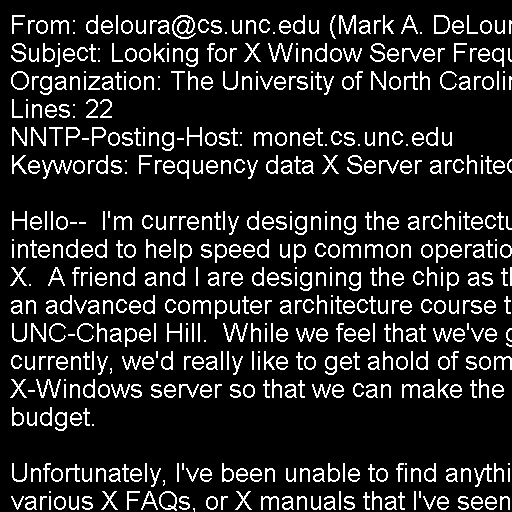 From: deloura@cs.unc.edu (Mark A. DeLour
Subject: Looking for X Window Server Frequ
Organization: The University of North Carolin
Lines: 22
NNTP-Posting-Host: monet.cs.unc.edu
Keywords: Frequency data X Server architec

Hello--  I'm currently designing the architectu
intended to help speed up common operatio
X.  A friend and I are designing the chip as th
an advanced computer architecture course t
UNC-Chapel Hill.  While we feel that we've g
currently, we'd really like to get ahold of som
X-Windows server so that we can make the
budget.

Unfortunately, I've been unable to find anythi
various X FAQs, or X manuals that I've seen